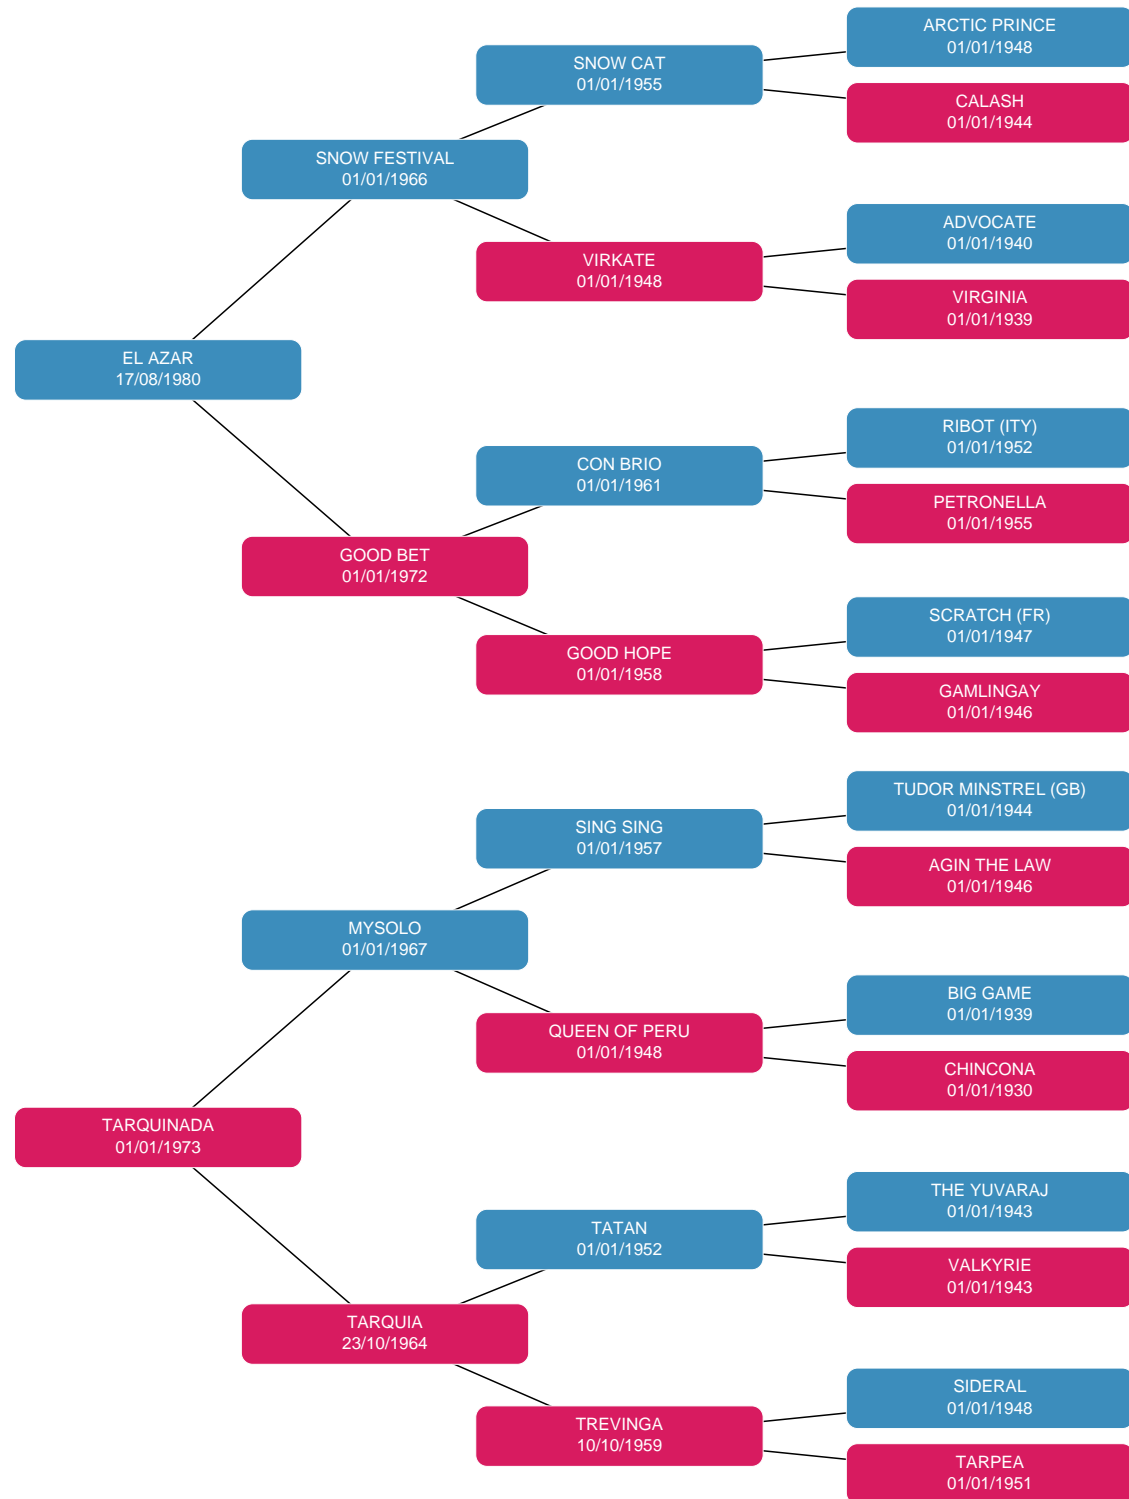 ARCTIC PRINCE
01/01/1948
SNOW CAT
01/01/1955
CALASH
01/01/1944
SNOW FESTIVAL
01/01/1966
ADVOCATE
01/01/1940
VIRKATE
01/01/1948
VIRGINIA
01/01/1939
EL AZAR
17/08/1980
RIBOT (ITY)
01/01/1952
CON BRIO
01/01/1961
PETRONELLA
01/01/1955
GOOD BET
01/01/1972
SCRATCH (FR)
01/01/1947
GOOD HOPE
01/01/1958
GAMLINGAY
01/01/1946
TUDOR MINSTREL (GB)
01/01/1944
SING SING
01/01/1957
AGIN THE LAW
01/01/1946
MYSOLO
01/01/1967
BIG GAME
01/01/1939
QUEEN OF PERU
01/01/1948
CHINCONA
01/01/1930
TARQUINADA
01/01/1973
THE YUVARAJ
01/01/1943
TATAN
01/01/1952
VALKYRIE
01/01/1943
TARQUIA
23/10/1964
SIDERAL
01/01/1948
TREVINGA
10/10/1959
TARPEA
01/01/1951